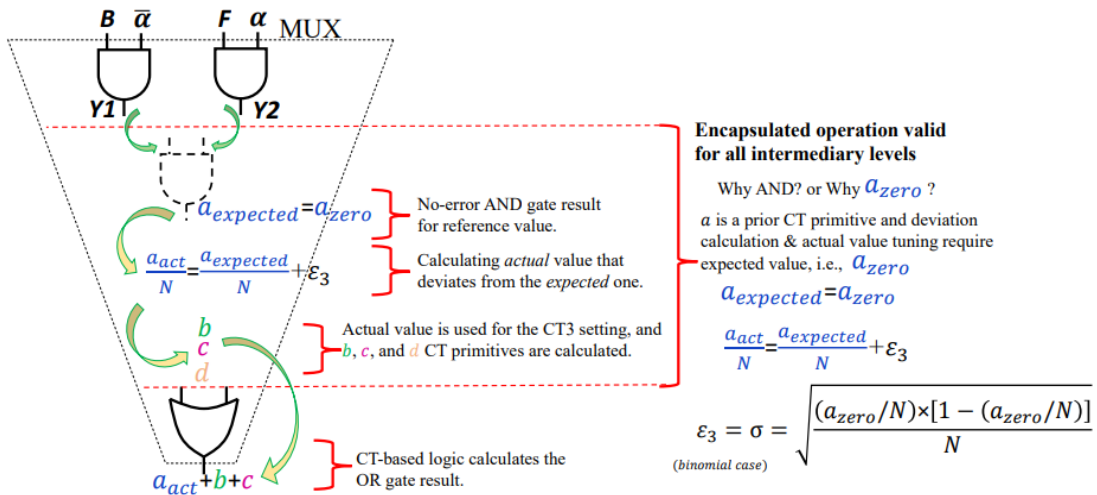 B α̅ F α MUX
Y1 Y2
a_expected=a_zero
No-error AND gate result
for reference value.
a_act/N=a_expected/N+ε₃
Calculating actual value that
deviates from the expected one.
b
c
d
Actual value is used for the CT3 setting, and
b, c, and d CT primitives are calculated.
a_act+b+c
CT-based logic calculates the
OR gate result.
Encapsulated operation valid
for all intermediary levels
Why AND? or Why a_zero ?
a is a prior CT primitive and deviation
calculation & actual value tuning require
expected value, i.e., a_zero
a_expected=a_zero
a_act/N=a_expected/N+ε₃
ε₃ = σ = √((a_zero/N)×[1 − (a_zero/N)]/N)
(binomial case)